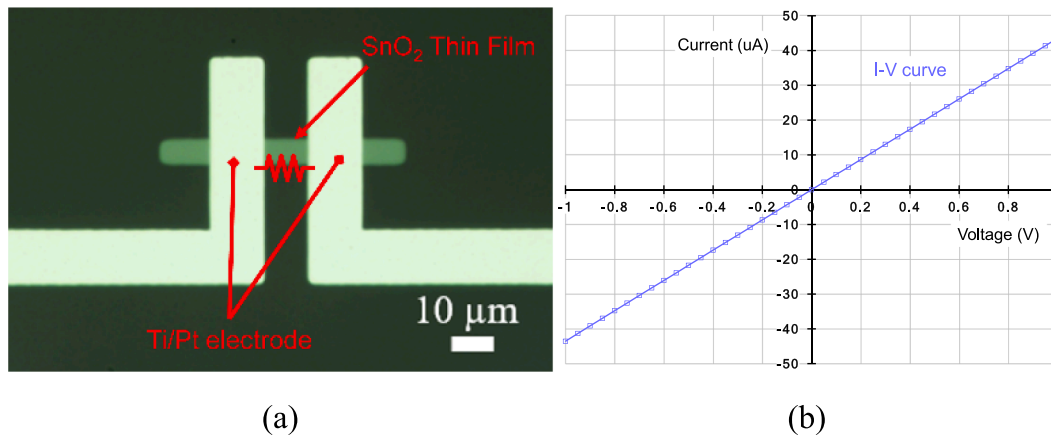 SnO₂ Thin Film
Ti/Pt electrode
10 µm
(a)
Current (uA)
I-V curve
Voltage (V)
50
40
30
20
10
0
-10
-20
-30
-40
-50
-1 -0.8 -0.6 -0.4 -0.2 0 0.2 0.4 0.6 0.8
(b)